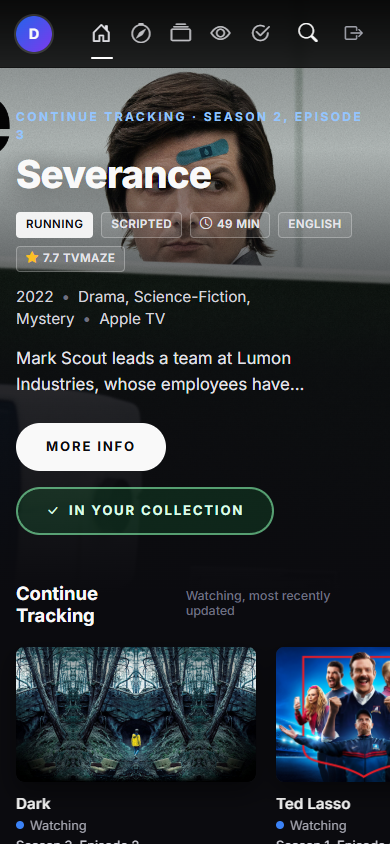 D
CONTINUE TRACKING · SEASON 2, EPISODE
3
Severance
RUNNING SCRIPTED 49 MIN ENGLISH
7.7 TVMAZE
2022 • Drama, Science-Fiction,
Mystery • Apple TV
Mark Scout leads a team at Lumon
Industries, whose employees have...
MORE INFO
IN YOUR COLLECTION
Continue
Tracking
Watching, most recently
updated
Dark
Watching
Ted Lasso
Watching